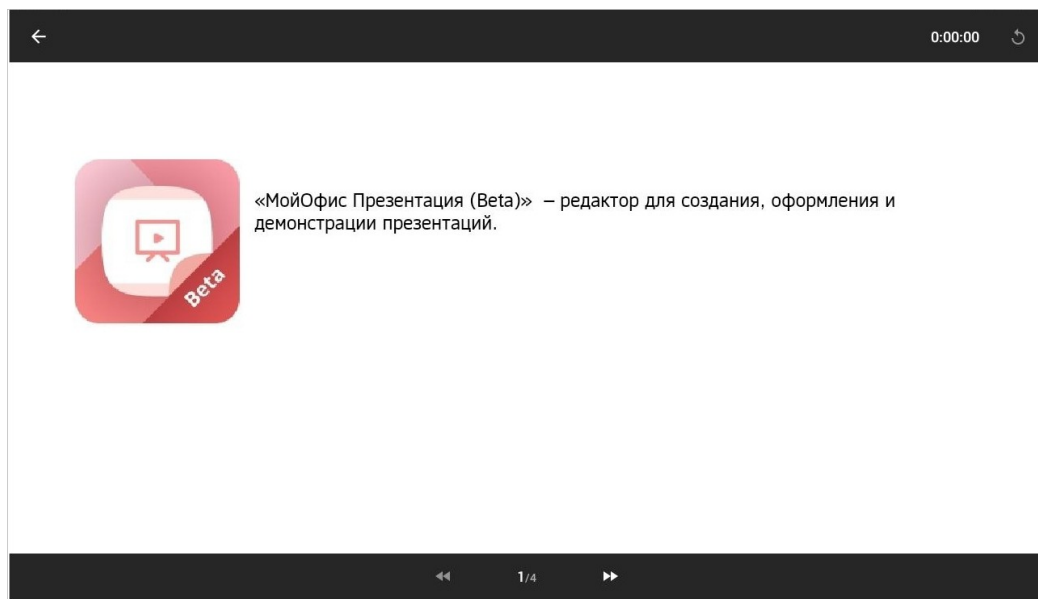 0:00:00
«МойОфис Презентация (Beta)» – редактор для создания, оформления и
демонстрации презентаций.
Beta
1/4